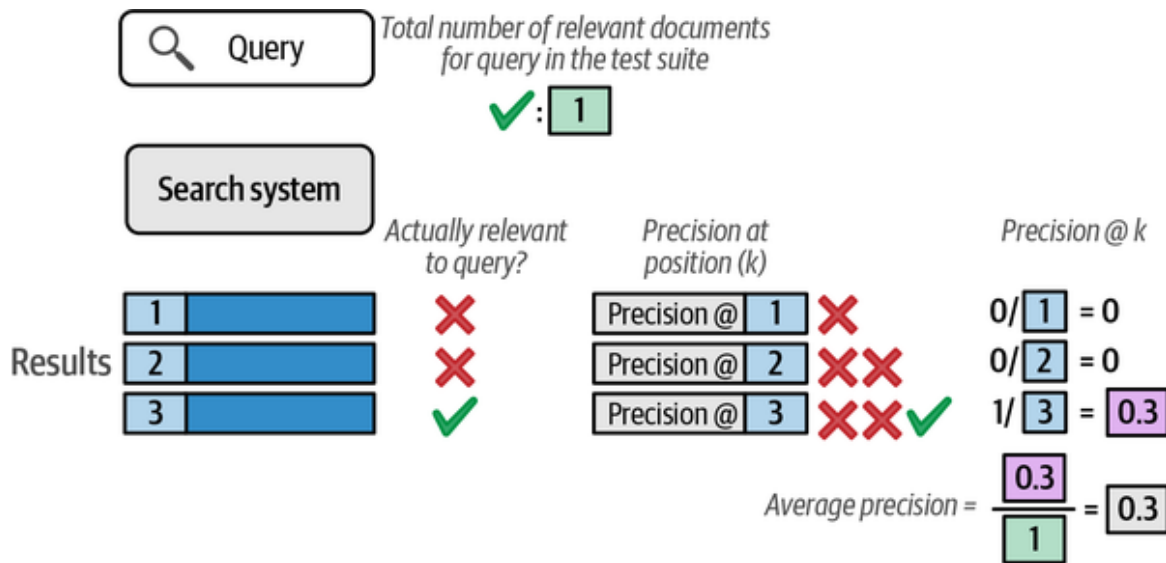 Query
Total number of relevant documents
for query in the test suite
: 1
Search system
Actually relevant
to query?
Precision at
position (k)
Precision @ k
Results
1
Precision @ 1
0/ 1 = 0
2
Precision @ 2
0/ 2 = 0
3
Precision @ 3
1/ 3 = 0.3
Average precision = 0.3 / 1 = 0.3